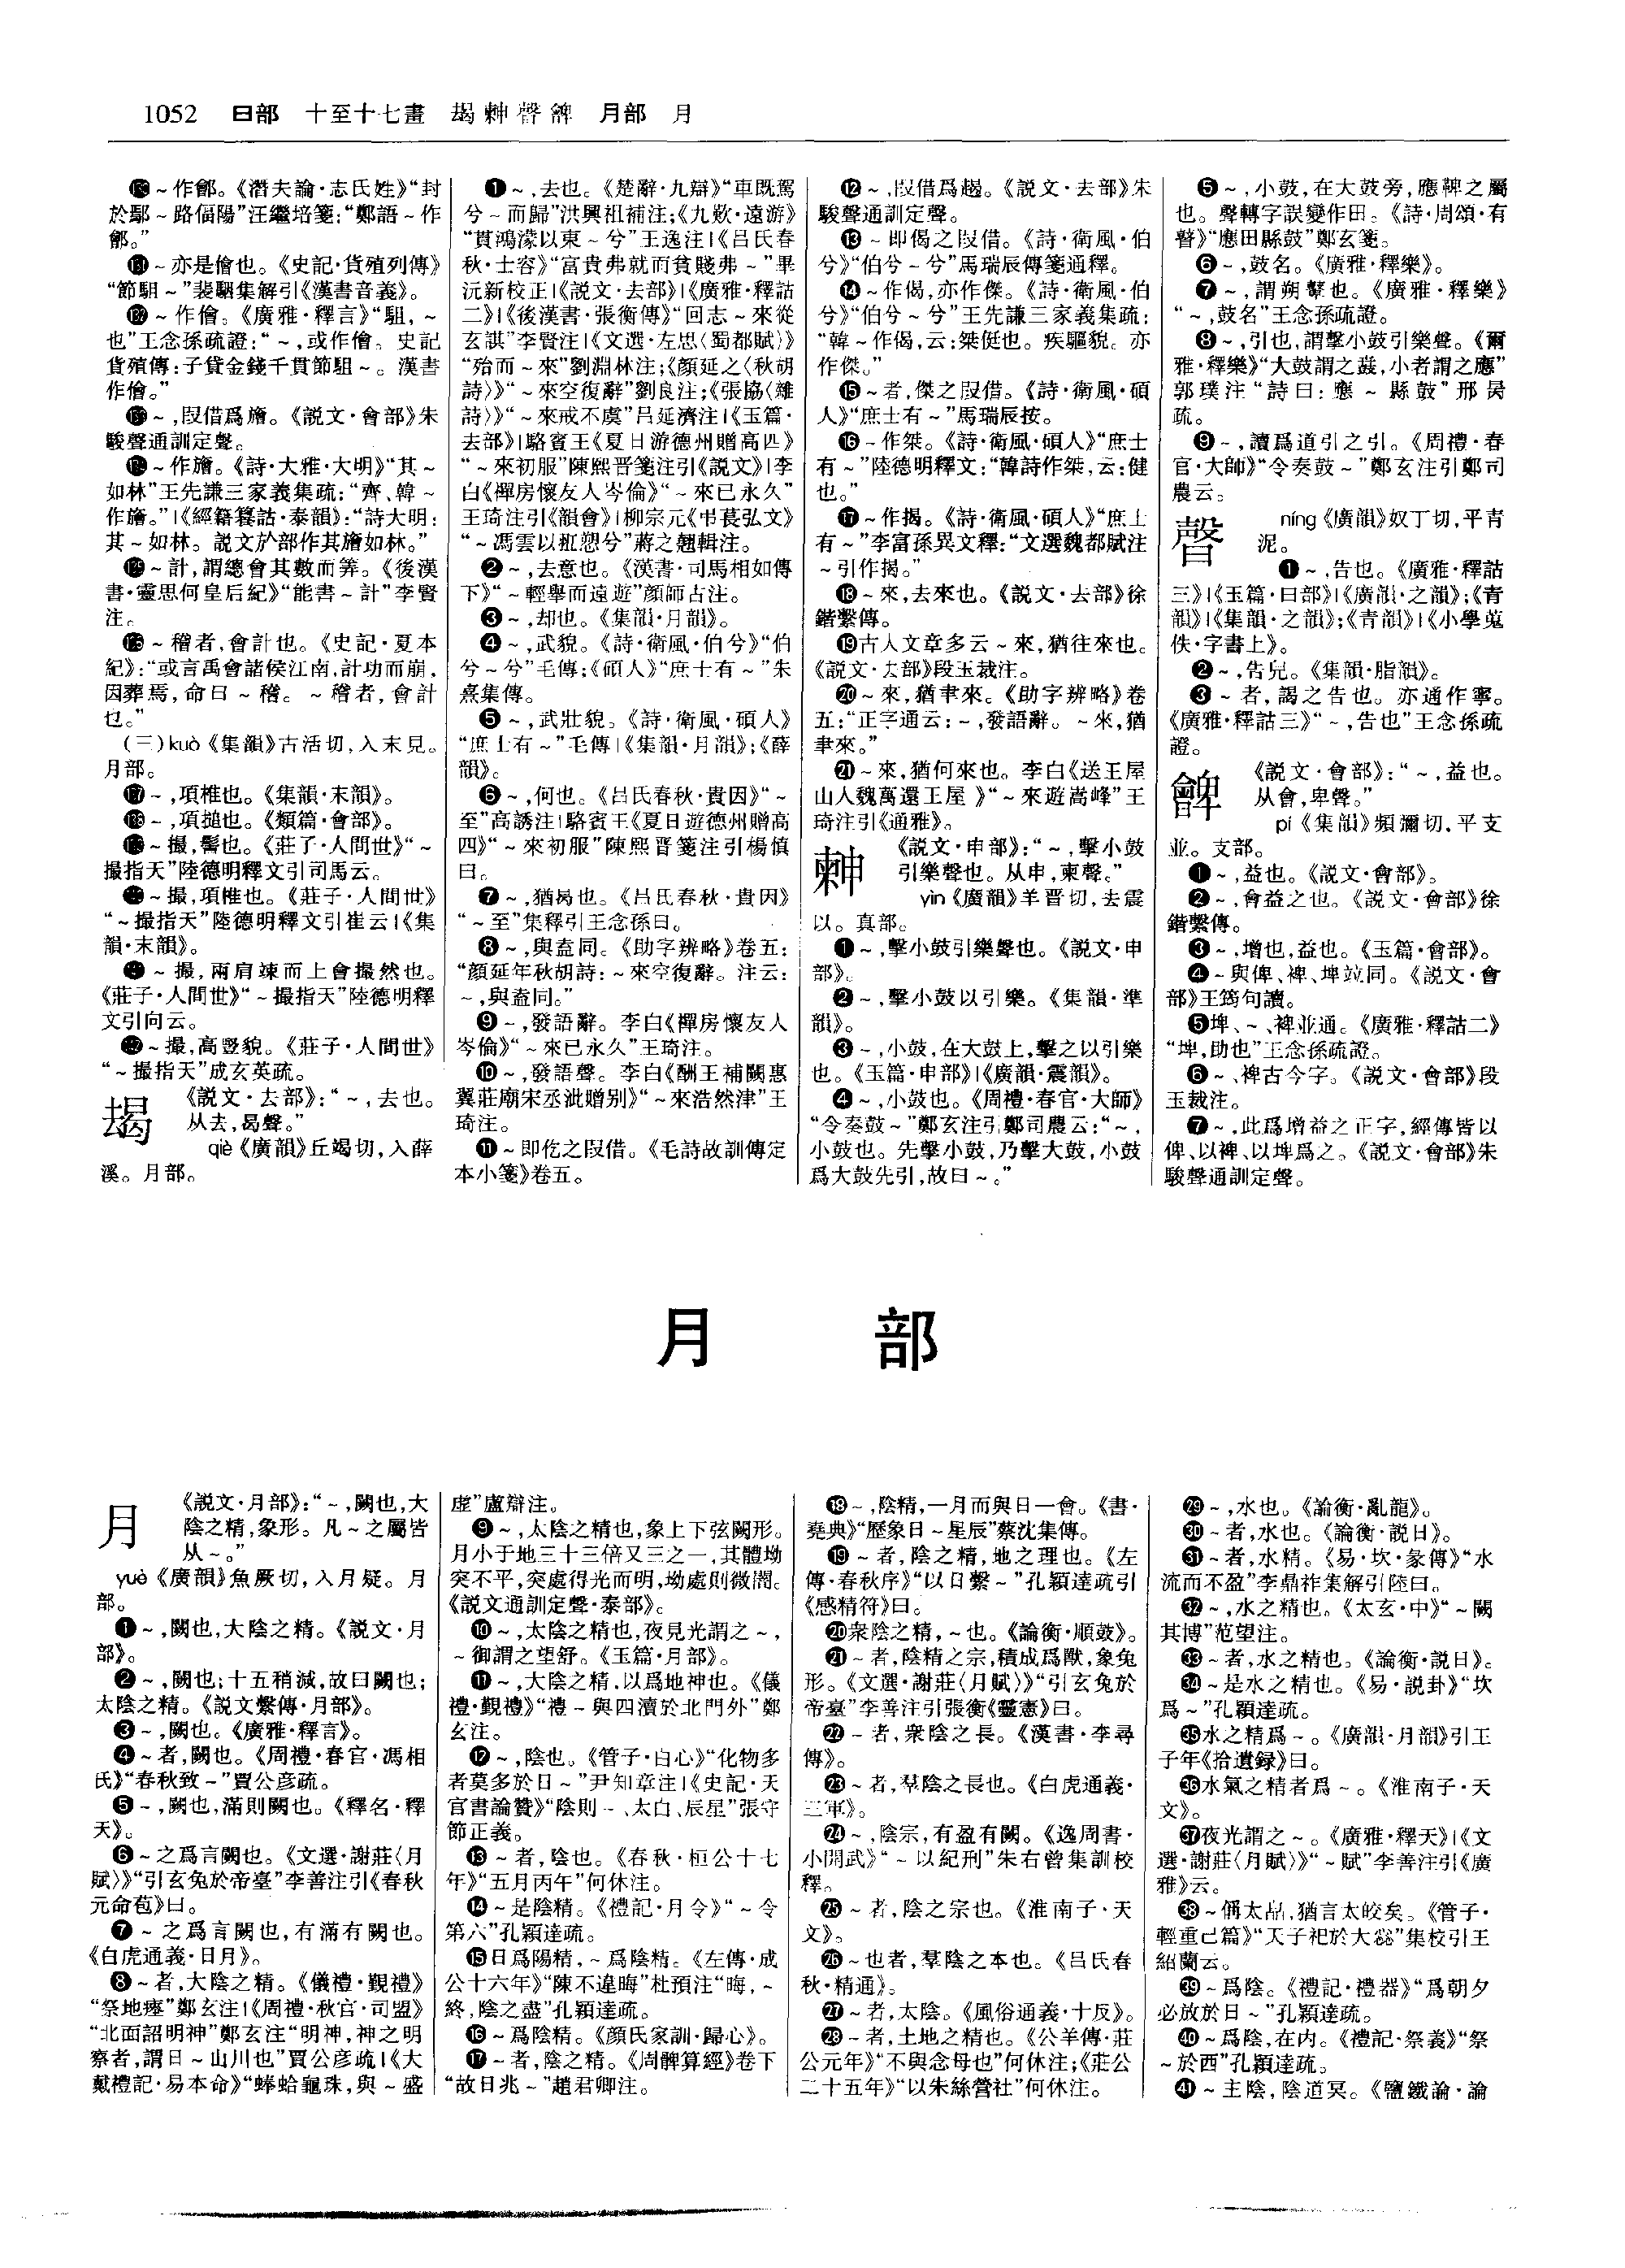 1052 曰部 十至十七畫 朅𣌾䁔䡟 月部 月
～作鄶。《潛夫論·志氏姓》“封
於鄢～路偪陽”汪繼培箋：“鄭語～作
鄶。”
～亦是儈也。《史記·貨殖列傳》
“節駔～”裴駰集解引《漢書音義》。
～作儈。《廣雅·釋言》“駔，～
也”王念孫疏證：“～，或作儈。史記
貨殖傳：子貸金錢千貫節駔～。漢書
作儈。”
～，叚借爲旝。《説文·會部》朱
駿聲通訓定聲。
～作旝。《詩·大雅·大明》“其～
如林”王先謙三家義集疏：“齊、韓～
作旝。”|《經籍籑詁·泰韻》：“詩大明：
其～如林。説文㫃部作其旝如林。”
～計，謂總會其數而筭。《後漢
書·靈思何皇后紀》“能書～計”李賢
注。
～稽者，會計也。《史記·夏本
紀》：“或言禹會諸侯江南，計功而崩，
因葬焉，命曰～稽。～稽者，會計
也。”
（三）kuò《集韻》古活切，入末見。
月部。
～，項椎也。《集韻·末韻》。
～，項搥也。《類篇·會部》。
～撮，髻也。《莊子·人間世》“～
撮指天”陸德明釋文引司馬云。
～撮，項椎也。《莊子·人間世》
“～撮指天”陸德明釋文引崔云|《集
韻·末韻》。
～撮，兩肩竦而上會撮然也。
《莊子·人間世》“～撮指天”陸德明釋
文引向云。
～撮，高豎貌。《莊子·人間世》
“～撮指天”成玄英疏。
朅
《説文·去部》：“～，去也。
从去，曷聲。”
qiè《廣韻》丘竭切，入薛
溪。月部。
❶～，去也。《楚辭·九辯》“車既駕
兮～而歸”洪興祖補注；《九歎·遠游》
“貫鴻濛以東～兮”王逸注|《吕氏春
秋·士容》“富貴弗就而貧賤弗～”畢
沅新校正|《説文·去部》|《廣雅·釋詁
二》|《後漢書·張衡傳》“回志～來從
玄諆”李賢注|《文選·左思〈蜀都賦〉》
“殆而～來”劉淵林注；《顔延之〈秋胡
詩〉》“～來空復辭”劉良注；《張協〈雜
詩〉》“～來戒不虞”吕延濟注|《玉篇·
去部》|駱賓王《夏日游德州贈高四》
“～來初服”陳熙晋箋注引《説文》|李
白《禪房懷友人岑倫》“～來已永久”
王琦注引《韻會》|柳宗元《弔萇弘文》
“～馮雲以羾愬兮”蔣之翹輯注。
❷～，去意也。《漢書·司馬相如傳
下》“～輕舉而遠遊”顔師古注。
❸～，却也。《集韻·月韻》。
❹～，武貌。《詩·衛風·伯兮》“伯
兮～兮”毛傳；《碩人》“庶士有～”朱
熹集傳。
❺～，武壯貌。《詩·衛風·碩人》
“庶士有～”毛傳|《集韻·月韻》；《薛
韻》。
❻～，何也。《吕氏春秋·貴因》“～
至”高誘注|駱賓王《夏日遊德州贈高
四》“～來初服”陳熙晋箋注引楊慎
曰。
❼～，猶曷也。《吕氏春秋·貴因》
“～至”集釋引王念孫曰。
❽～，與盍同。《助字辨略》卷五：
“顔延年秋胡詩：～來空復辭。注云：
～，與盍同。”
❾～，發語辭。李白《禪房懷友人
岑倫》“～來已永久”王琦注。
❿～，發語聲。李白《酬王補闕惠
翼莊廟宋丞泚贈别》“～來浩然津”王
琦注。
⓫～即仡之叚借。《毛詩故訓傳定
本小箋》卷五。
⓬～，叚借爲趨。《説文·去部》朱
駿聲通訓定聲。
⓭～即偈之叚借。《詩·衛風·伯
兮》“伯兮～兮”馬瑞辰傳箋通釋。
⓮～作偈，亦作傑。《詩·衛風·伯
兮》“伯兮～兮”王先謙三家義集疏：
“韓～作偈，云：桀侹也。疾驅貌。亦
作傑。”
⓯～者，傑之叚借。《詩·衛風·碩
人》“庶士有～”馬瑞辰按。
⓰～作桀。《詩·衛風·碩人》“庶士
有～”陸德明釋文：“韓詩作桀，云：健
也。”
⓱～作揭。《詩·衛風·碩人》“庶士
有～”李富孫異文釋：“文選魏都賦注
～引作揭。”
⓲～來，去來也。《説文·去部》徐
鍇繫傳。
⓳古人文章多云～來，猶往來也。
《説文·去部》段玉裁注。
⓴～來，猶聿來。《助字辨略》卷
五：“正字通云：～，發語辭。～來，猶
聿來。”
㉑～來，猶何來也。李白《送王屋
山人魏萬還王屋》“～來遊嵩峰”王
琦注引《通雅》。
《説文·申部》：“～，擊小鼓
引樂聲也。从申，柬聲。”
yìn《廣韻》羊晋切，去震
以。真部。
❶～，擊小鼓引樂聲也。《説文·申
部》。
❷～，擊小鼓以引樂。《集韻·準
韻》。
❸～，小鼓，在大鼓上，擊之以引樂
也。《玉篇·申部》|《廣韻·震韻》。
❹～，小鼓也。《周禮·春官·大師》
“令奏鼓～”鄭玄注引鄭司農云：“～，
小鼓也。先擊小鼓，乃擊大鼓，小鼓
爲大鼓先引，故曰～。”
❺～，小鼓，在大鼓旁，應鞞之屬
也。聲轉字誤變作田。《詩·周頌·有
瞽》“應田縣鼓”鄭玄箋。
❻～，鼓名。《廣雅·釋樂》。
❼～，謂朔鼙也。《廣雅·釋樂》
“～，鼓名”王念孫疏證。
❽～，引也，謂擊小鼓引樂聲。《爾
雅·釋樂》“大鼓謂之鼖，小者謂之應”
郭璞注“詩曰：應～縣鼓”邢昺
疏。
❾～，讀爲道引之引。《周禮·春
官·大師》“令奏鼓～”鄭玄注引鄭司
農云。
níng《廣韻》奴丁切，平青
泥。
❶～，告也。《廣雅·釋詁
三》|《玉篇·曰部》|《廣韻·之韻》；《青
韻》|《集韻·之韻》；《青韻》|《小學蒐
佚·字書上》。
❷～，告皃。《集韻·脂韻》。
❸～者，謁之告也。亦通作寧。
《廣雅·釋詁三》“～，告也”王念孫疏
證。
《説文·會部》：“～，益也。
从會，卑聲。”
pí《集韻》頻彌切，平支
並。支部。
❶～，益也。《説文·會部》。
❷～，會益之也。《説文·會部》徐
鍇繫傳。
❸～，增也，益也。《玉篇·會部》。
❹～與俾、裨、埤竝同。《説文·會
部》王筠句讀。
❺埤、～、裨並通。《廣雅·釋詁二》
“埤，助也”王念孫疏證。
❻～、裨古今字。《説文·會部》段
玉裁注。
❼～，此爲增益之正字，經傳皆以
俾、以裨、以埤爲之。《説文·會部》朱
駿聲通訓定聲。
月 部
月
《説文·月部》：“～，闕也，大
陰之精，象形。凡～之屬皆
从～。”
yuè《廣韻》魚厥切，入月疑。月
部。
❶～，闕也，大陰之精。《説文·月
部》。
❷～，闕也；十五稍減，故曰闕也；
太陰之精。《説文繫傳·月部》。
❸～，闕也。《廣雅·釋言》。
❹～者，闕也。《周禮·春官·馮相
氏》“春秋致～”賈公彦疏。
❺～，闕也，滿則闕也。《釋名·釋
天》。
❻～之爲言闕也。《文選·謝莊〈月
賦〉》“引玄兔於帝臺”李善注引《春秋
元命苞》曰。
❼～之爲言闕也，有滿有闕也。
《白虎通義·日月》。
❽～者，大陰之精。《儀禮·覲禮》
“祭地瘞”鄭玄注|《周禮·秋官·司盟》
“北面詔明神”鄭玄注“明神，神之明
察者，謂日～山川也”賈公彦疏|《大
戴禮記·易本命》“蜯蛤龜珠，與～盛
虚”盧辯注。
❾～，太陰之精也，象上下弦闕形。
月小于地三十三倍又三之一，其體坳
突不平，突處得光而明，坳處則微闇。
《説文通訓定聲·泰部》。
❿～，太陰之精也，夜見光謂之～，
～御謂之望舒。《玉篇·月部》。
⓫～，大陰之精，以爲地神也。《儀
禮·覲禮》“禮～與四瀆於北門外”鄭
玄注。
⓬～，陰也。《管子·白心》“化物多
者莫多於日～”尹知章注|《史記·天
官書論贊》“陰則～、太白、辰星”張守
節正義。
⓭～者，陰也。《春秋·桓公十七
年》“五月丙午”何休注。
⓮～是陰精。《禮記·月令》“～令
第六”孔穎達疏。
⓯日爲陽精，～爲陰精。《左傳·成
公十六年》“陳不違晦”杜預注“晦，～
終，陰之盡”孔穎達疏。
⓰～爲陰精。《顔氏家訓·歸心》。
⓱～者，陰之精。《周髀算經》卷下
“故日兆～”趙君卿注。
⓲～，陰精，一月而與日一會。《書·
堯典》“歷象日～星辰”蔡沈集傳。
⓳～者，陰之精，地之理也。《左
傳·春秋序》“以日繫～”孔穎達疏引
《感精符》曰。
⓴衆陰之精，～也。《論衡·順鼓》。
㉑～者，陰精之宗，積成爲獸，象兔
形。《文選·謝莊〈月賦〉》“引玄兔於
帝臺”李善注引張衡《靈憲》曰。
㉒～者，衆陰之長。《漢書·李尋
傳》。
㉓～者，羣陰之長也。《白虎通義·
三軍》。
㉔～，陰宗，有盈有闕。《逸周書·
小開武》“～以紀刑”朱右曾集訓校
釋。
㉕～者，陰之宗也。《淮南子·天
文》。
㉖～也者，羣陰之本也。《吕氏春
秋·精通》。
㉗～者，太陰。《風俗通義·十反》。
㉘～者，土地之精也。《公羊傳·莊
公元年》“不與念母也”何休注；《莊公
二十五年》“以朱絲營社”何休注。
㉙～，水也。《論衡·亂龍》。
㉚～者，水也。《論衡·説日》。
㉛～者，水精。《易·坎·彖傳》“水
流而不盈”李鼎祚集解引陸曰。
㉜～，水之精也。《太玄·中》“～闕
其博”范望注。
㉝～者，水之精也。《論衡·説日》。
㉞～是水之精也。《易·説卦》“坎
爲～”孔穎達疏。
㉟水之精爲～。《廣韻·月韻》引王
子年《拾遺録》曰。
㊱水氣之精者爲～。《淮南子·天
文》。
㊲夜光謂之～。《廣雅·釋天》|《文
選·謝莊〈月賦〉》“～賦”李善注引《廣
雅》云。
㊳～偁太晶，猶言太皎矣。《管子·
輕重己篇》“天子祀於大惢”集校引王
紹蘭云。
㊴～爲陰。《禮記·禮器》“爲朝夕
必放於日～”孔穎達疏。
㊵～爲陰，在内。《禮記·祭義》“祭
～於西”孔穎達疏。
㊶～主陰，陰道冥。《鹽鐵論·論